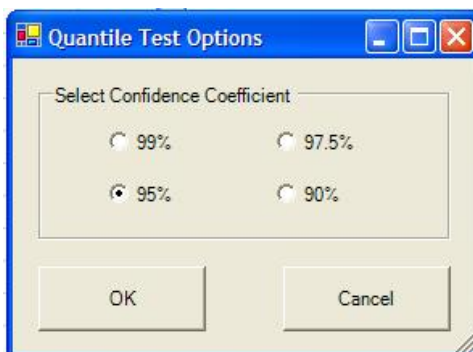 Quantile Test Options
Select Confidence Coefficient
99% 97.5%
95% 90%
OK Cancel